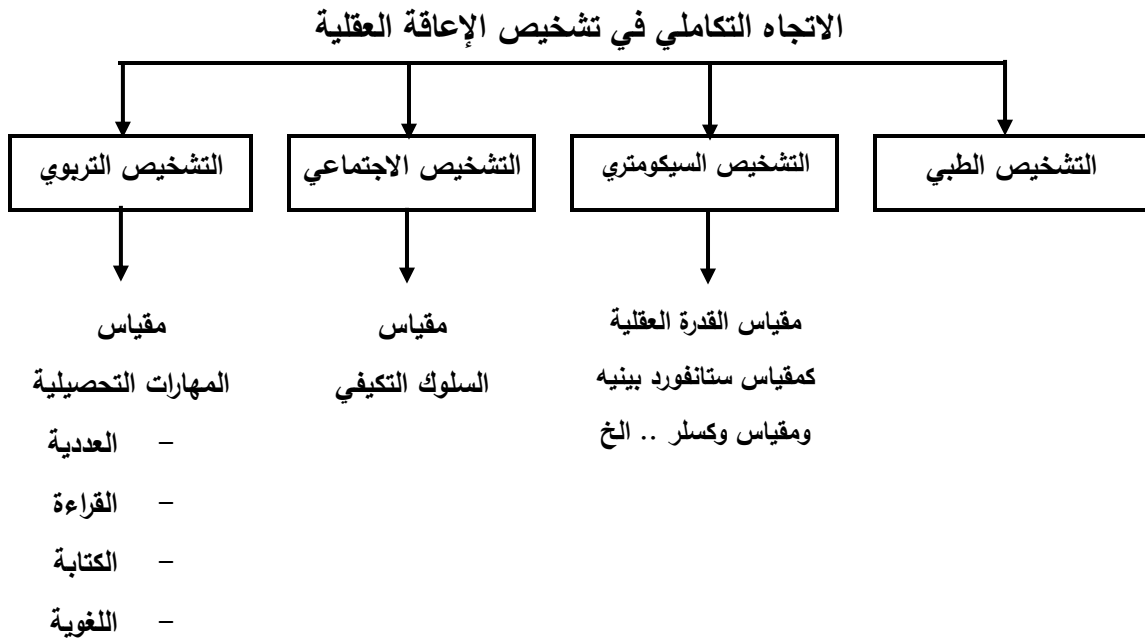 الاتجاه التكاملي في تشخيص الإعاقة العقلية
التشخيص الطبي
التشخيص السيكومتري
التشخيص الاجتماعي
التشخيص التربوي
مقياس القدرة العقلية
كمقياس ستانفورد بينيه
ومقياس وكسلر .. الخ
مقياس
السلوك التكيفي
مقياس
المهارات التحصيلية
- العددية
- القراءة
- الكتابة
- اللغوية